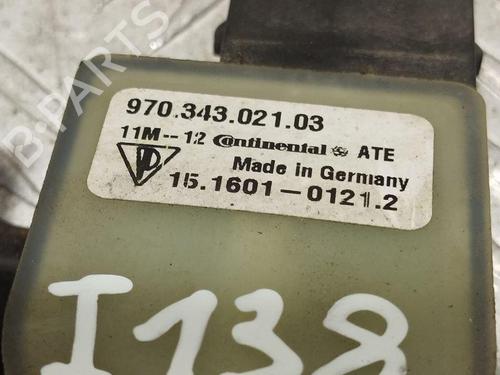 970.343.021.03
11M--12 Continental ATE
Made in Germany
15.1601-0121.2
I138
B-PARTS